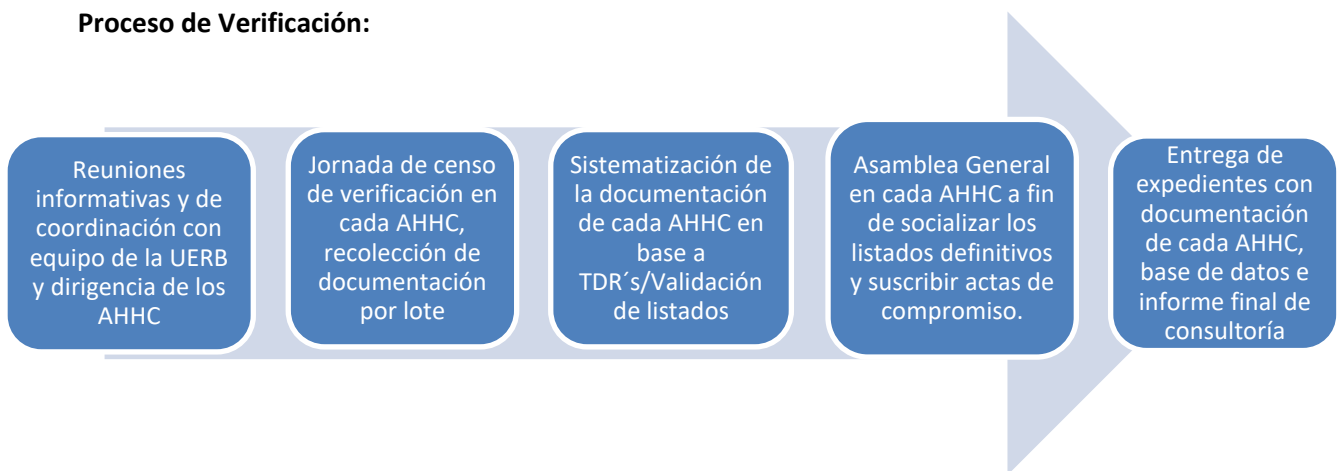 Proceso de Verificación:
Reuniones
informativas y de
coordinación con
equipo de la UERB
y dirigencia de los
AHHC
Jornada de censo
de verificación en
cada AHHC,
recolección de
documentación
por lote
Sistematización de
la documentación
de cada AHHC en
base a
TDR´s/Validación
de listados
Asamblea General
en cada AHHC a fin
de socializar los
listados definitivos
y suscribir actas de
compromiso.
Entrega de
expedientes con
documentación
de cada AHHC,
base de datos e
informe final de
consultoría